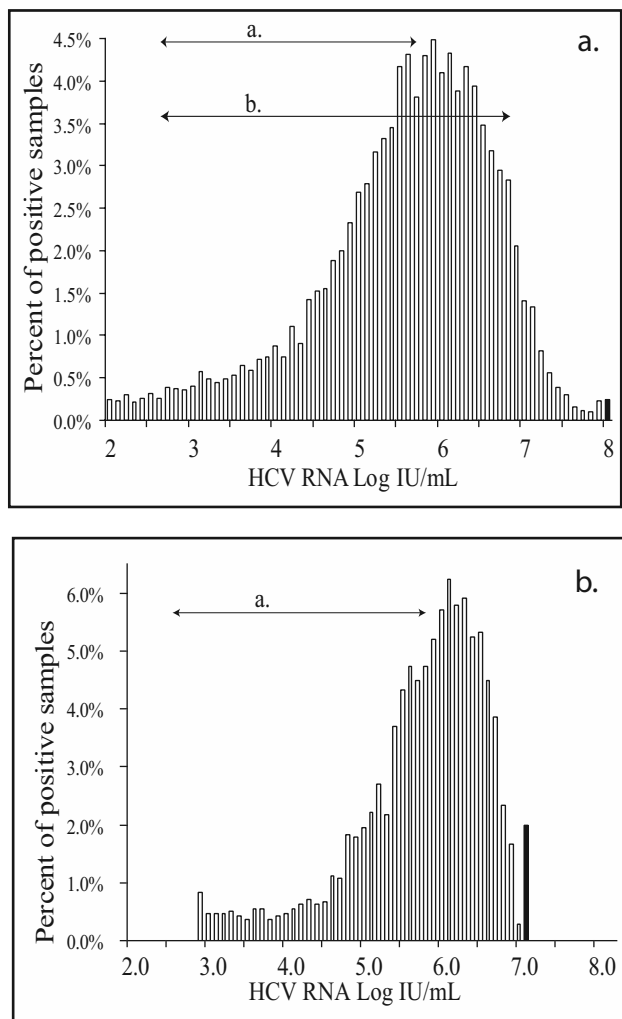 a.
4.5%
4.0%
3.5%
3.0%
2.5%
2.0%
1.5%
1.0%
0.5%
0.0%
Percent of positive samples
a.
b.
2 3 4 5 6 7 8
HCV RNA Log IU/mL
b.
6.0%
5.0%
4.0%
3.0%
2.0%
1.0%
0.0%
Percent of positive samples
a.
2.0 3.0 4.0 5.0 6.0 7.0 8.0
HCV RNA Log IU/mL